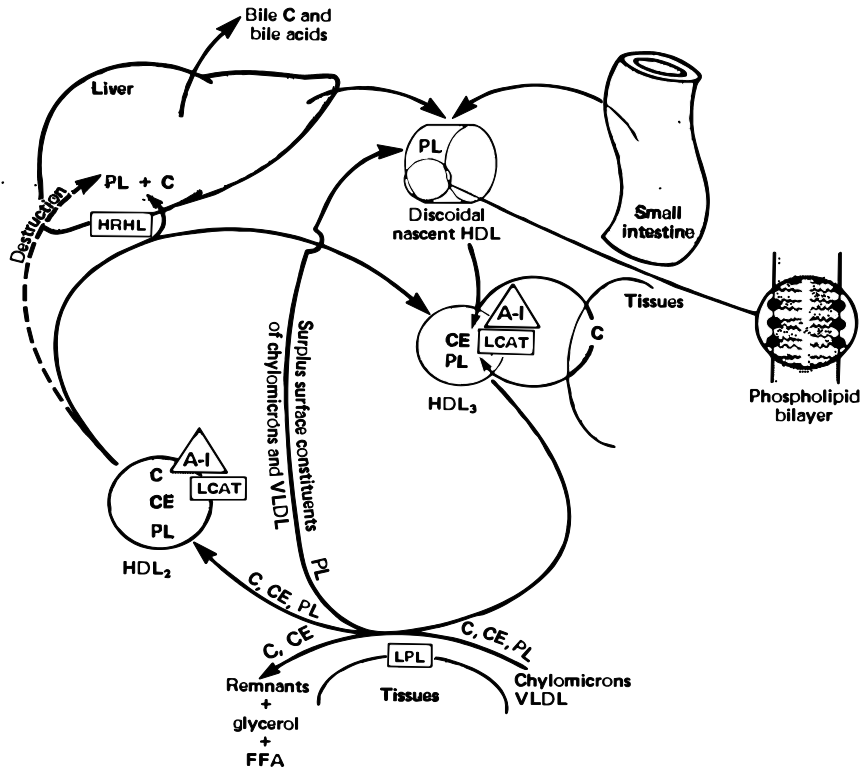 Bile C and
bile acids
Liver
PL + C
Destruction
HRHL
PL
Discoidal
nascent HDL
Small
intestine
Tissues
Phospholipid
bilayer
A-I
LCAT
CE
PL
C
HDL₃
Surplus surface constituents
of chylomicrons and VLDL
PL
A-I
LCAT
C
CE
PL
HDL₂
C, CE, PL
C, CE
C, CE, PL
LPL
Tissues
Chylomicrons
VLDL
Remnants
+
glycerol
+
FFA